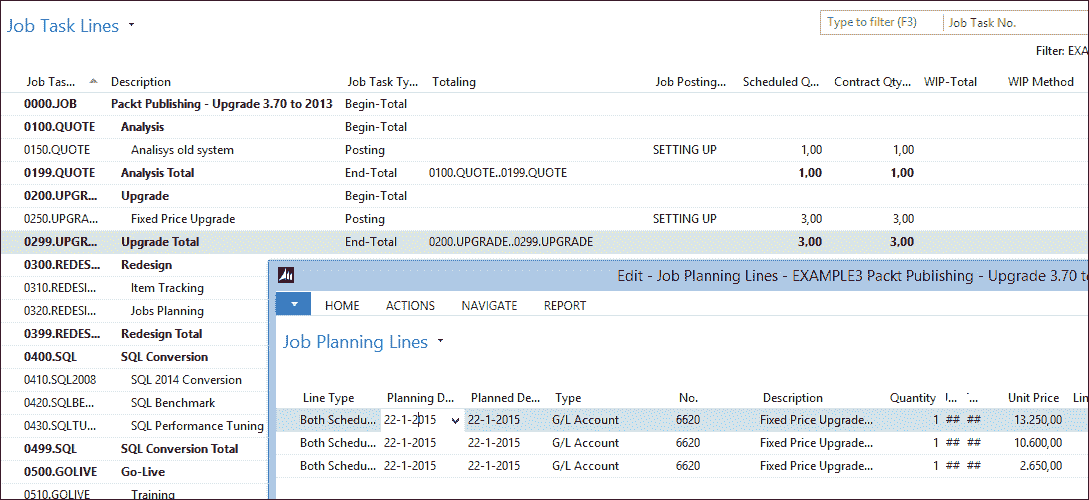 Job Task Lines
Type to filter (F3) Job Task No.
Filter: EXA
Job Tas... Description Job Task Ty... Totaling Job Posting... Scheduled Q... Contract Qty... WIP-Total WIP Method
0000.JOB Packt Publishing - Upgrade 3.70 to 2013 Begin-Total
0100.QUOTE Analysis Begin-Total
0150.QUOTE Analisys old system Posting SETTING UP 1,00 1,00
0199.QUOTE Analysis Total End-Total 0100.QUOTE..0199.QUOTE 1,00 1,00
0200.UPGR... Upgrade Begin-Total
0250.UPGRA... Fixed Price Upgrade Posting SETTING UP 3,00 3,00
0299.UPGR... Upgrade Total End-Total 0200.UPGRADE..0299.UPGRADE 3,00 3,00
0300.REDES... Redesign
0310.REDESI... Item Tracking
0320.REDESI... Jobs Planning
0399.REDES... Redesign Total
0400.SQL SQL Conversion
0410.SQL2008 SQL 2014 Conversion
0420.SQLBE... SQL Benchmark
0430.SQLTU... SQL Performance Tuning
0499.SQL SQL Conversion Total
0500.GOLIVE Go-Live
0510.GOLIVE Training
Edit - Job Planning Lines - EXAMPLE3 Packt Publishing - Upgrade 3.70 to
HOME ACTIONS NAVIGATE REPORT
Job Planning Lines
Line Type Planning D... Planned De... Type No. Description Quantity J... ... Unit Price Lin
Both Schedu... 22-1-2015 22-1-2015 G/L Account 6620 Fixed Price Upgrade... 1 ## ## 13.250,00
Both Schedu... 22-1-2015 22-1-2015 G/L Account 6620 Fixed Price Upgrade... 1 ## ## 10.600,00
Both Schedu... 22-1-2015 22-1-2015 G/L Account 6620 Fixed Price Upgrade... 1 ## ## 2.650,00